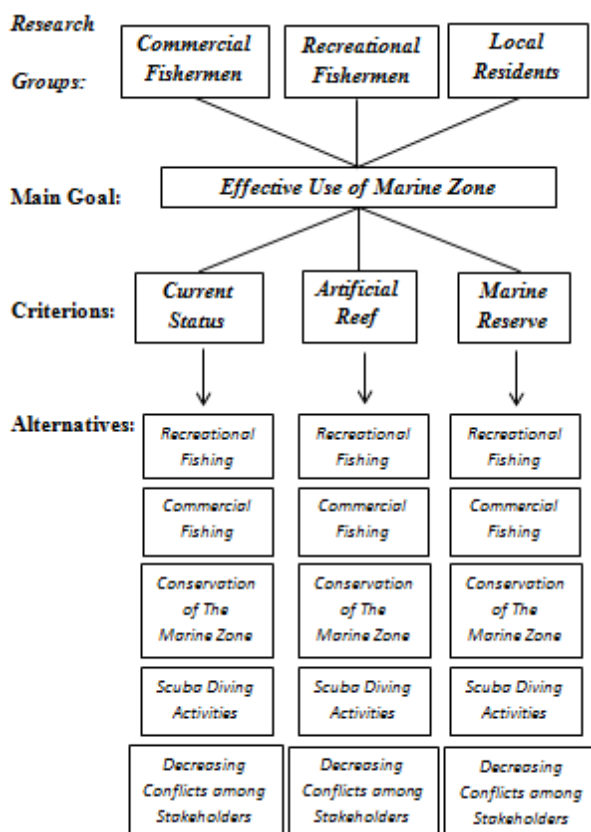 Research
Groups:
Commercial
Fishermen
Recreational
Fishermen
Local
Residents
Main Goal:
Effective Use of Marine Zone
Criterions:
Current
Status
Artificial
Reef
Marine
Reserve
Alternatives:
Recreational
Fishing
Recreational
Fishing
Recreational
Fishing
Commercial
Fishing
Commercial
Fishing
Commercial
Fishing
Conservation
of The
Marine Zone
Conservation
of The
Marine Zone
Conservation
of The
Marine Zone
Scuba Diving
Activities
Scuba Diving
Activities
Scuba Diving
Activities
Decreasing
Conflicts among
Stakeholders
Decreasing
Conflicts among
Stakeholders
Decreasing
Conflicts among
Stakeholders